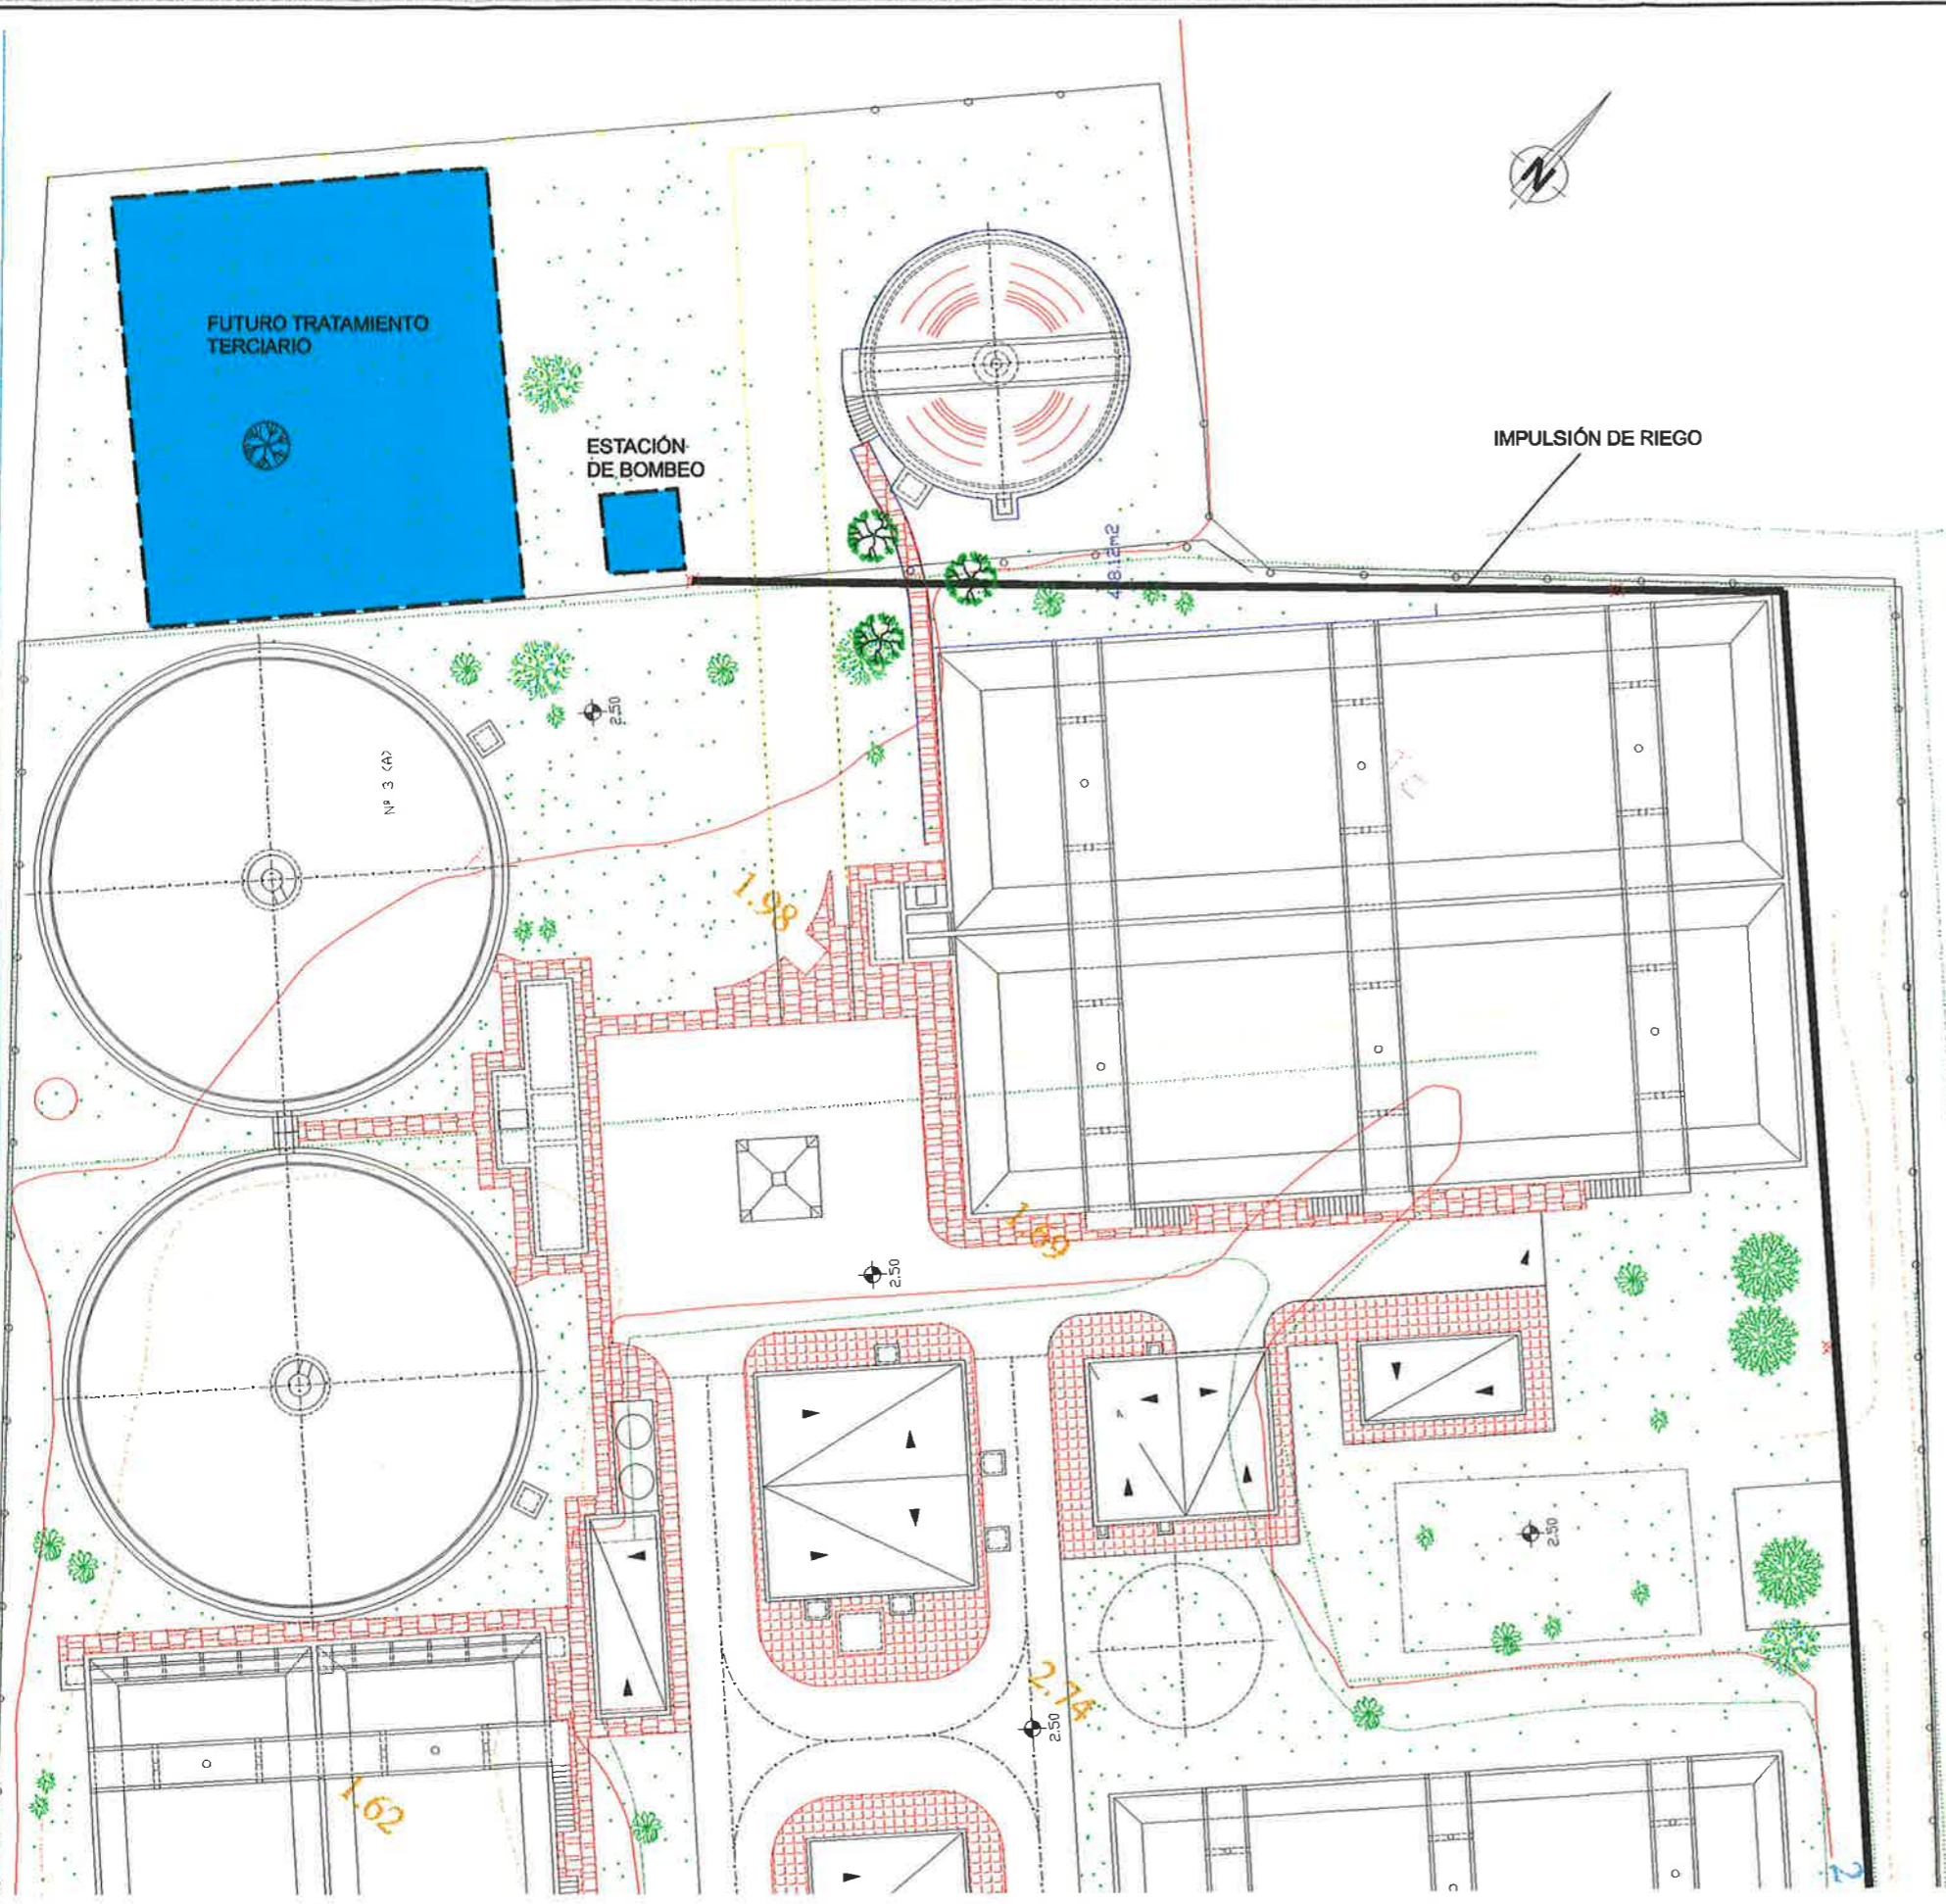 N
FUTURO TRATAMIENTO
TERCIARIO
ESTACIÓN
DE BOMBEO
IMPULSIÓN DE RIEGO
48.12m2
2.50
Nº 3 (A)
1.98
1.69
2.50
2.50
2.74
2.50
1.62
2